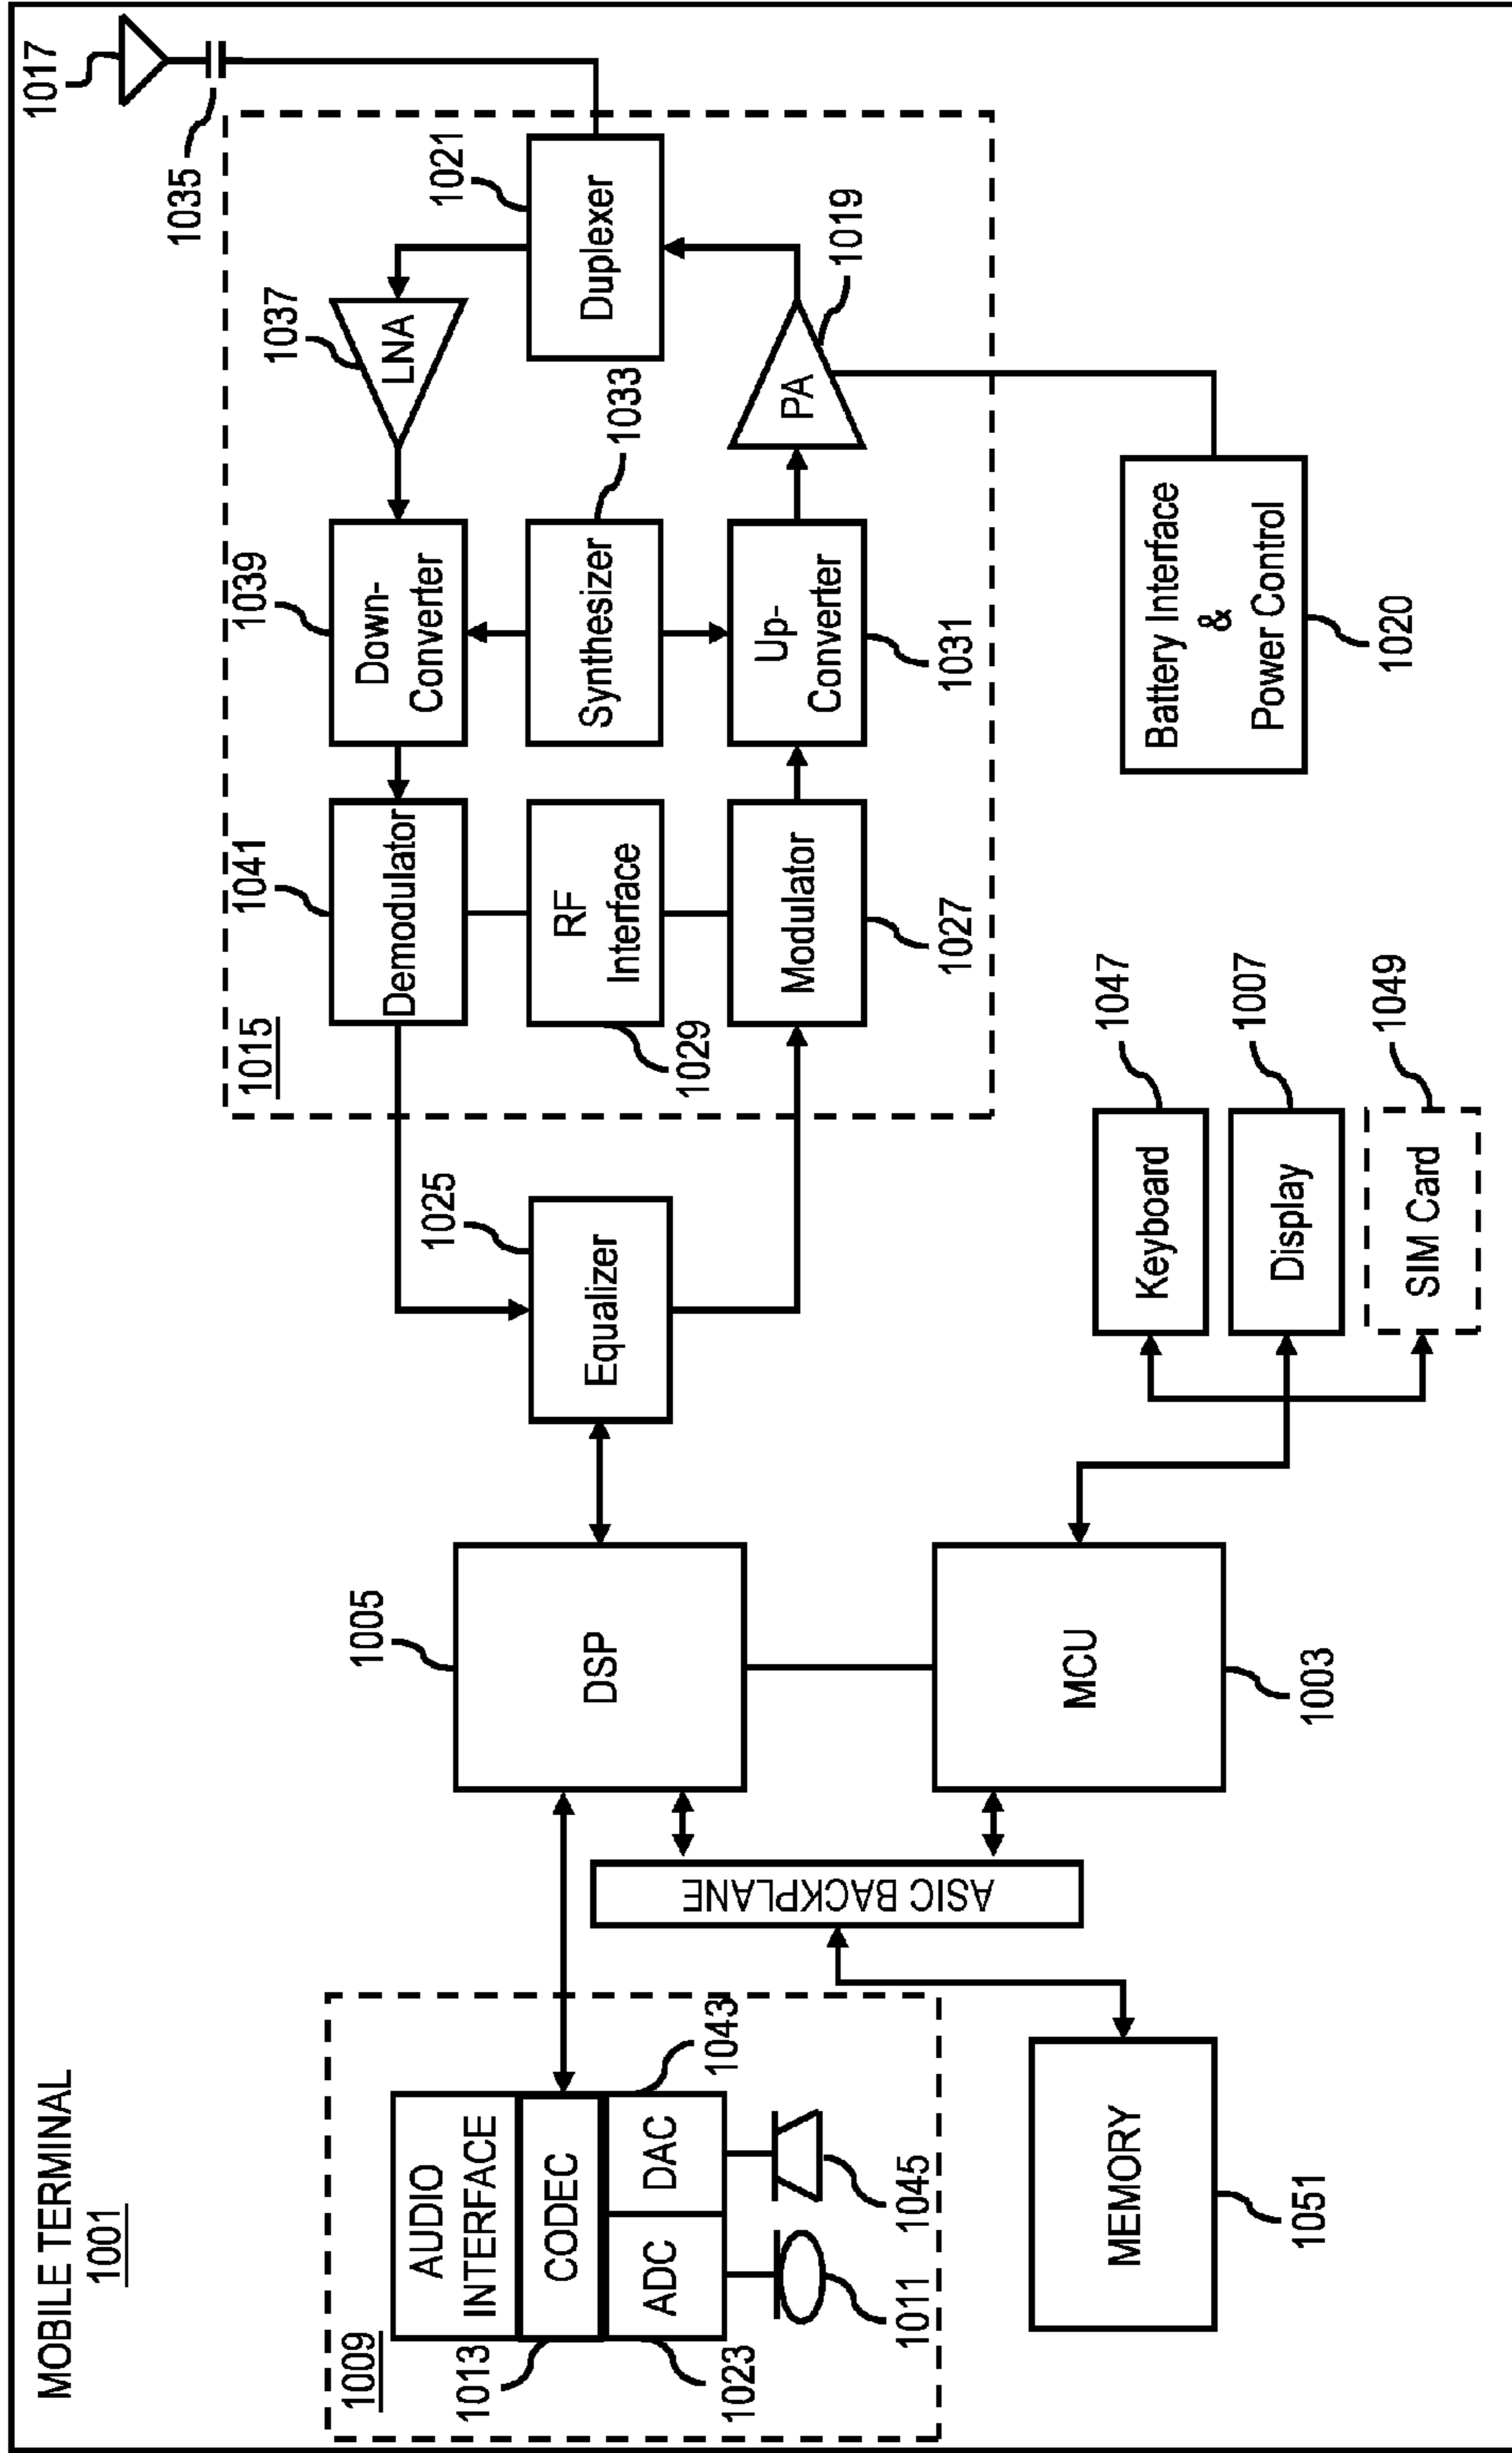 MOBILE TERMINAL
1001
1009
AUDIO
INTERFACE
1013
CODEC
1023
ADC
DAC
1043
1011
1045
MEMORY
1051
ASIC BACKPLANE
1005
DSP
MCU
1003
1025
Equalizer
1047
Keyboard
1007
Display
1049
SIM Card
1015
1041
Demodulator
1029
RF
Interface
Modulator
1027
1039
Down-
Converter
1033
Synthesizer
Up-
Converter
1031
1037
LNA
PA
1019
1021
Duplexer
1035
1017
Battery Interface
&
Power Control
1020